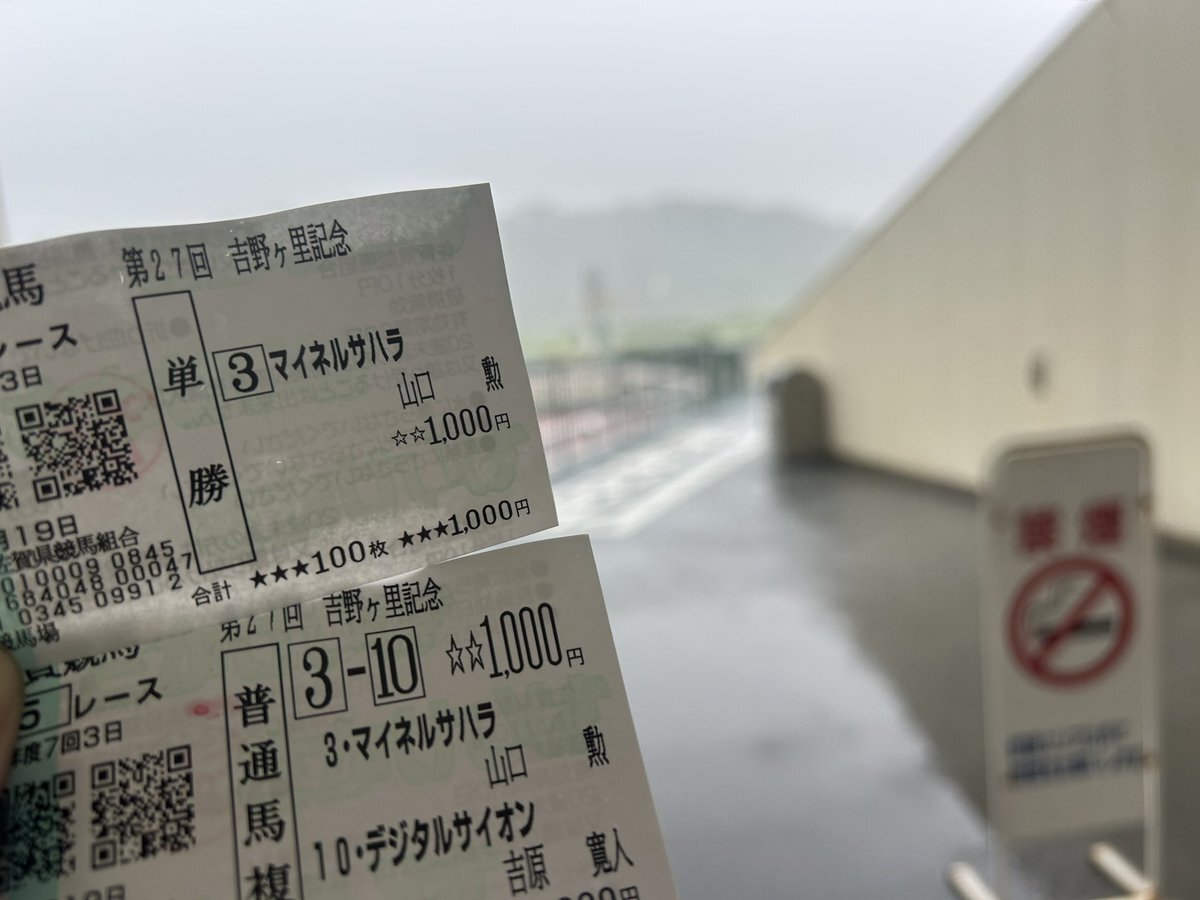 馬
第27回 吉野ヶ里記念
レース
3日
単勝
3 マイネルサハラ
山口 勲
☆☆1,000円
月19日
佐賀県競馬組合
010009 0845
684048 00047
0345 0991 2
合計 ★★★100枚 ★★★1,000円
競馬場
第27回 吉野ヶ里記念
5 レース
年度7回3日
普通馬複
3-10 ☆☆1,000円
3・マイネルサハラ
山口 勲
10・デジタルサイオン
吉原 寛人
禁煙